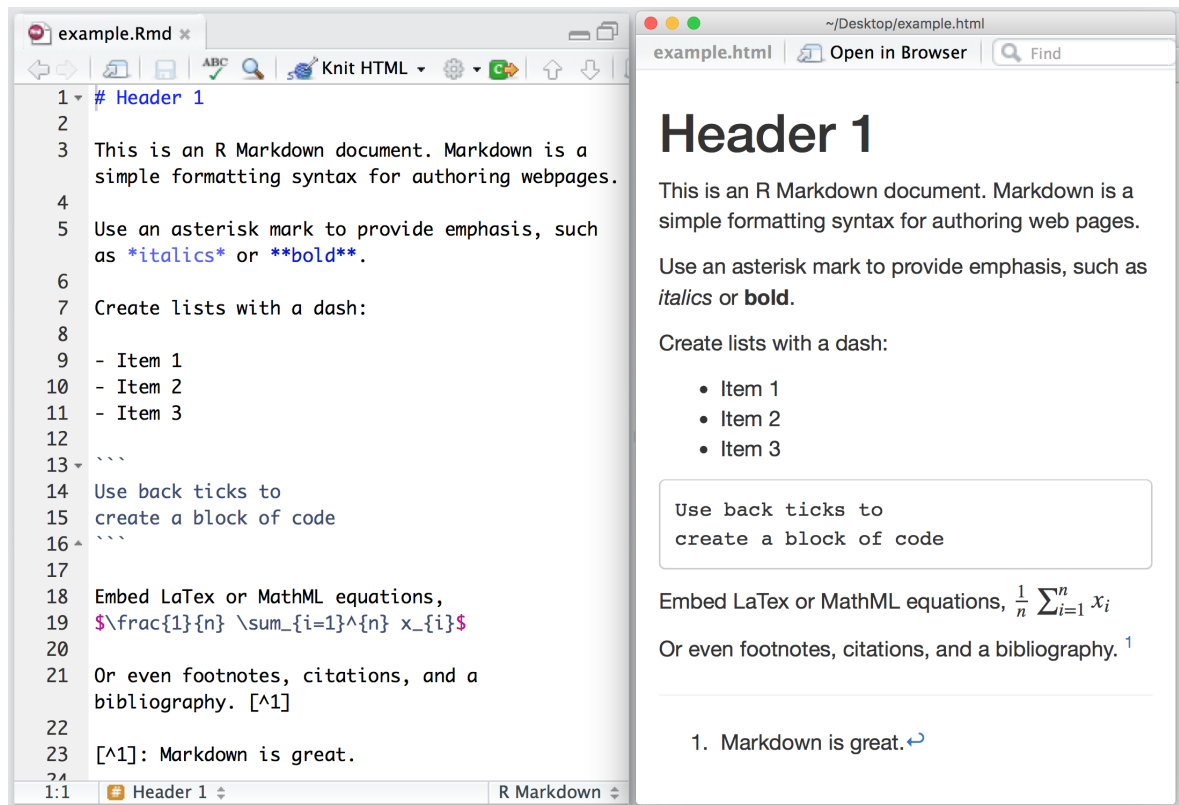 example.Rmd
ABC
Knit HTML
C
1 # Header 1
2
3 This is an R Markdown document. Markdown is a
simple formatting syntax for authoring webpages.
4
5 Use an asterisk mark to provide emphasis, such
as *italics* or **bold**.
6
7 Create lists with a dash:
8
9 - Item 1
10 - Item 2
11 - Item 3
12
13 ```
14 Use back ticks to
15 create a block of code
16 ```
17
18 Embed LaTex or MathML equations,
19 $\frac{1}{n} \sum_{i=1}^{n} x_{i}$
20
21 Or even footnotes, citations, and a
bibliography. [^1]
22
23 [^1]: Markdown is great.
24
1:1 # Header 1 R Markdown
~/Desktop/example.html
example.html Open in Browser Find
Header 1
This is an R Markdown document. Markdown is a
simple formatting syntax for authoring web pages.
Use an asterisk mark to provide emphasis, such as
italics or bold.
Create lists with a dash:
• Item 1
• Item 2
• Item 3
Use back ticks to
create a block of code
Embed LaTex or MathML equations, $\frac{1}{n} \sum_{i=1}^{n} x_i$
Or even footnotes, citations, and a bibliography. 1
1. Markdown is great.↩